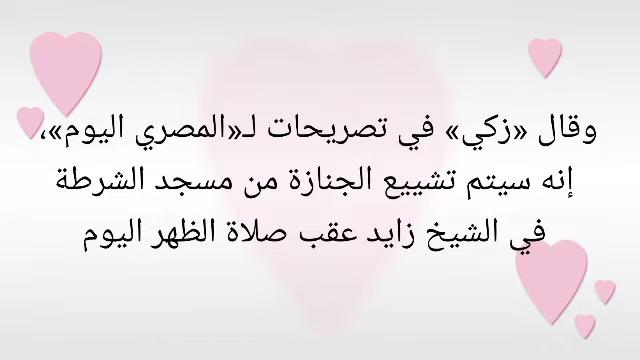 وقال «زكي» في تصريحات لـ«المصري اليوم»،
إنه سيتم تشييع الجنازة من مسجد الشرطة
في الشيخ زايد عقب صلاة الظهر اليوم